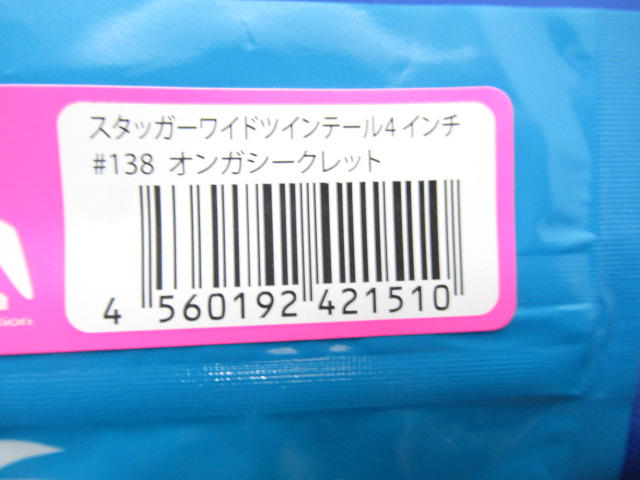 スタッガーワイドツインテール4インチ
#138 オンガシークレット
4 560192 421510
tion